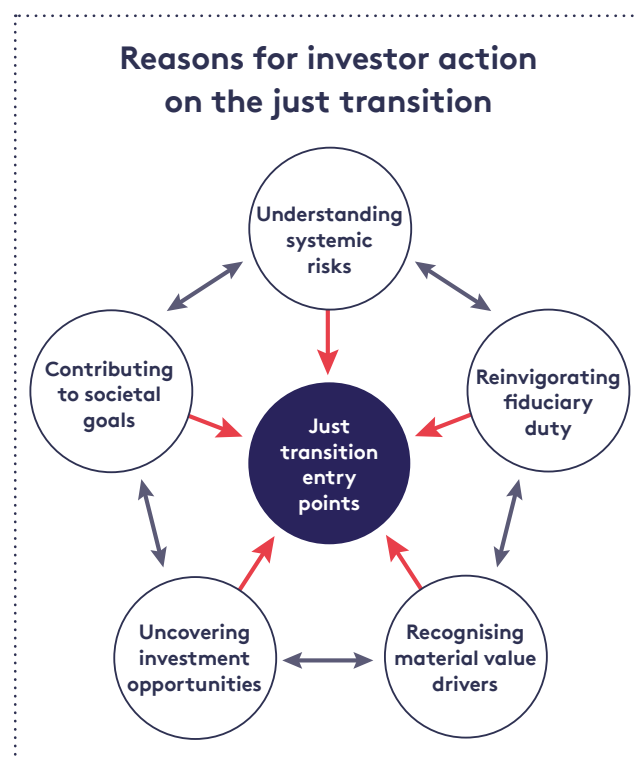 Reasons for investor action
on the just transition
Understanding
systemic
risks
Contributing
to societal
goals
Reinvigorating
fiduciary
duty
Just
transition
entry
points
Uncovering
investment
opportunities
Recognising
material value
drivers